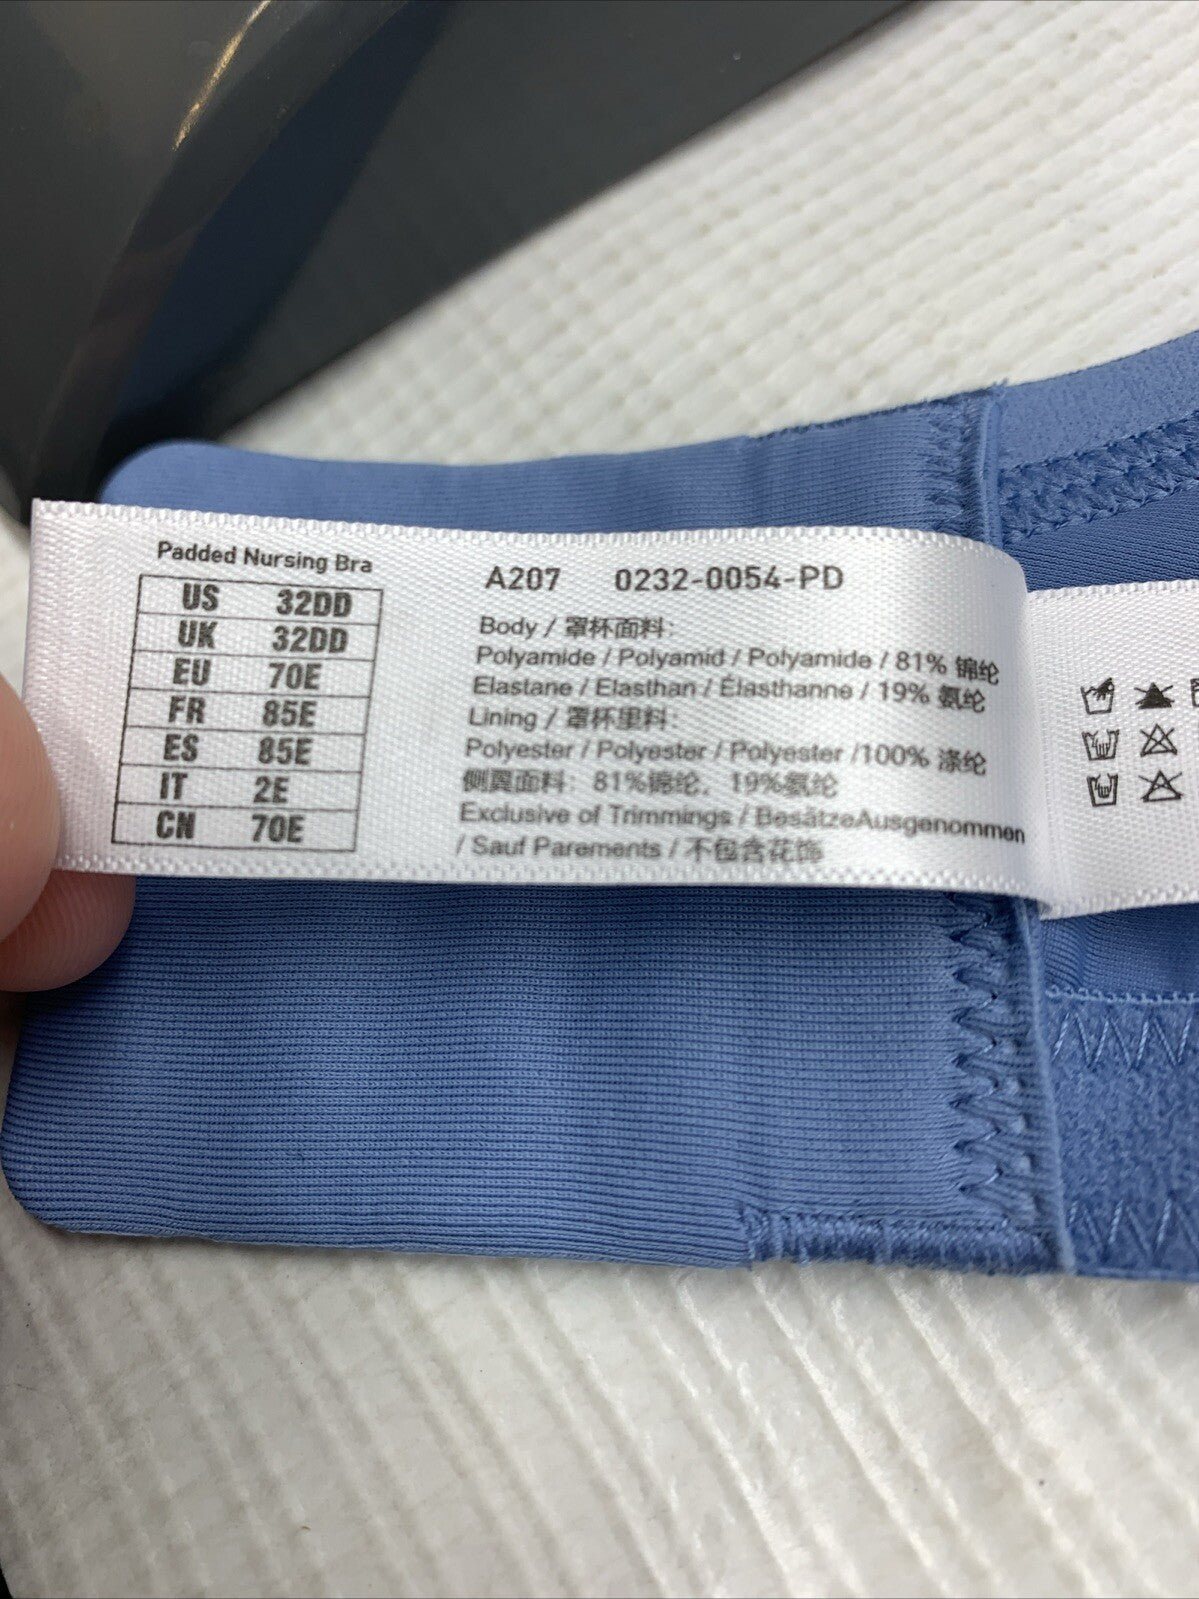 Padded Nursing Bra
US 32DD
UK 32DD
EU 70E
FR 85E
ES 85E
IT 2E
CN 70E
A207 0232-0054-PD
Body / 罩杯面料:
Polyamide / Polyamid / Polyamide / 81% 锦纶
Elastane / Elasthan / Élasthanne / 19% 氨纶
Lining / 罩杯里料:
Polyester / Polyester / Polyester /100% 涤纶
侧翼面料: 81%锦纶, 19%氨纶
Exclusive of Trimmings / BesätzeAusgenommen
/ Sauf Parements / 不包含花饰